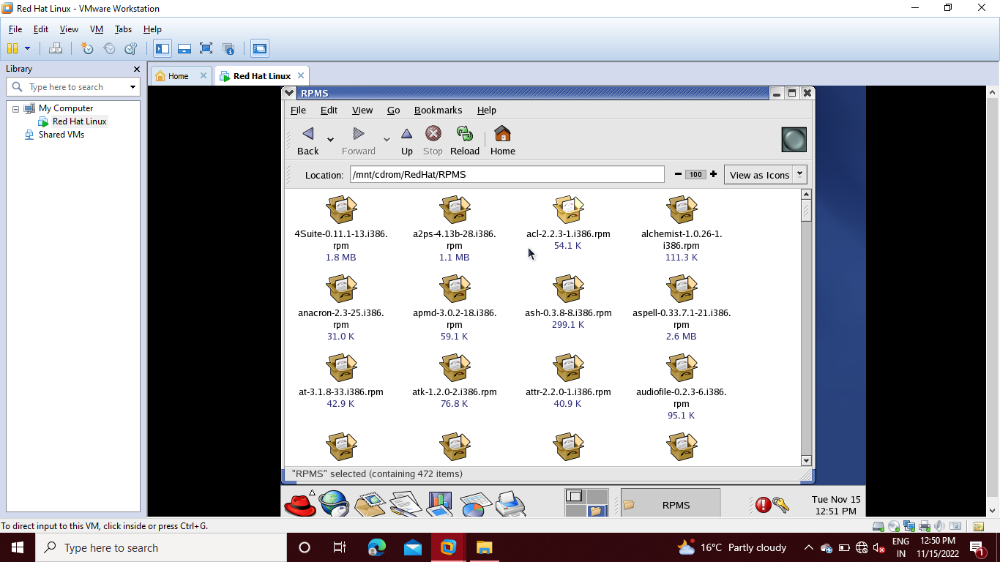 Red Hat Linux - VMware Workstation
File Edit View VM Tabs Help
Library
Home
Red Hat Linux
Type here to search
My Computer
Red Hat Linux
Shared VMs
RPMS
File Edit View Go Bookmarks Help
Back Forward Up Stop Reload Home
Location: /mnt/cdrom/RedHat/RPMS 100 View as Icons
4Suite-0.11.1-13.i386.
rpm
1.8 MB
a2ps-4.13b-28.i386.
rpm
1.1 MB
acl-2.2.3-1.i386.rpm
54.1 K
alchemist-1.0.26-1.
i386.rpm
111.3 K
anacron-2.3-25.i386.
rpm
31.0 K
apmd-3.0.2-18.i386.
rpm
59.1 K
ash-0.3.8-8.i386.rpm
299.1 K
aspell-0.33.7.1-21.i386.
rpm
2.6 MB
at-3.1.8-33.i386.rpm
42.9 K
atk-1.2.0-2.i386.rpm
76.8 K
attr-2.2.0-1.i386.rpm
40.9 K
audiofile-0.2.3-6.i386.
rpm
95.1 K
"RPMS" selected (containing 472 items)
RPMS
Tue Nov 15
12:51 PM
To direct input to this VM, click inside or press Ctrl+G.
Type here to search
16°C Partly cloudy
ENG
IN
12:50 PM
11/15/2022
1